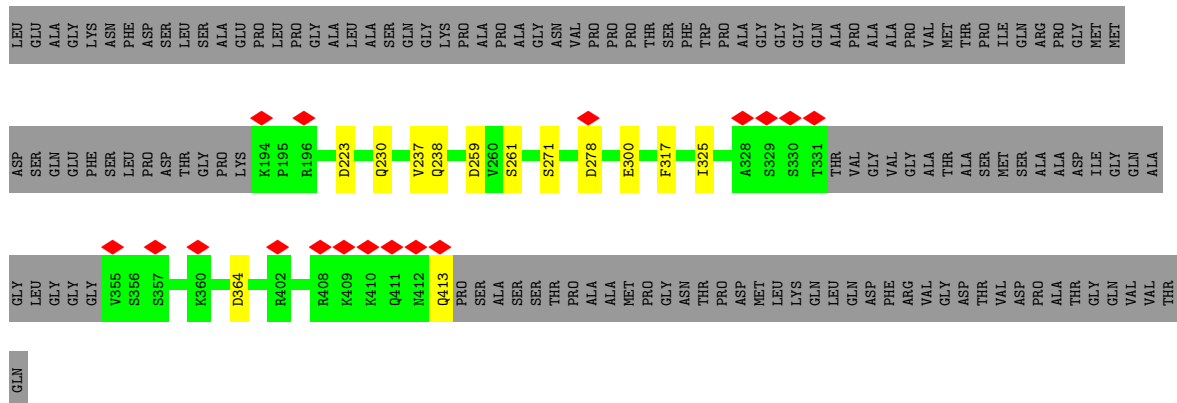 LEU GLU ALA GLY LYS ASN PHE ASP SER LEU SER ALA GLU PRO LEU PRO GLY ALA LEU ALA SER GLN GLY LYS PRO ALA PRO ALA GLY ASN VAL PRO PRO PRO THR SER PHE TRP PRO ALA GLY GLY GLY GLN ALA PRO ALA ALA PRO VAL MET THR PRO ILE GLN ARG PRO GLY MET MET
ASP SER GLN GLU PHE SER LEU PRO ASP THR GLY PRO LYS K194 P195 R196 D223 Q230 V237 Q238 D259 V260 S261 S271 D278 E300 F317 I325 A328 S329 S330 T331 THR VAL GLY VAL GLY ALA THR ALA SER MET SER ALA ALA ASP ILE GLY GLN ALA
GLY LEU GLY GLY GLY V355 S356 S357 K360 D364 R402 R408 K409 K410 Q411 N412 Q413 PRO SER ALA SER SER THR PRO ALA ALA MET PRO GLY ASN THR PRO ASP MET LEU LYS GLN LEU GLN ASP PHE ARG VAL GLY ASP THR VAL ASP PRO ALA THR GLY GLN VAL VAL THR
GLN